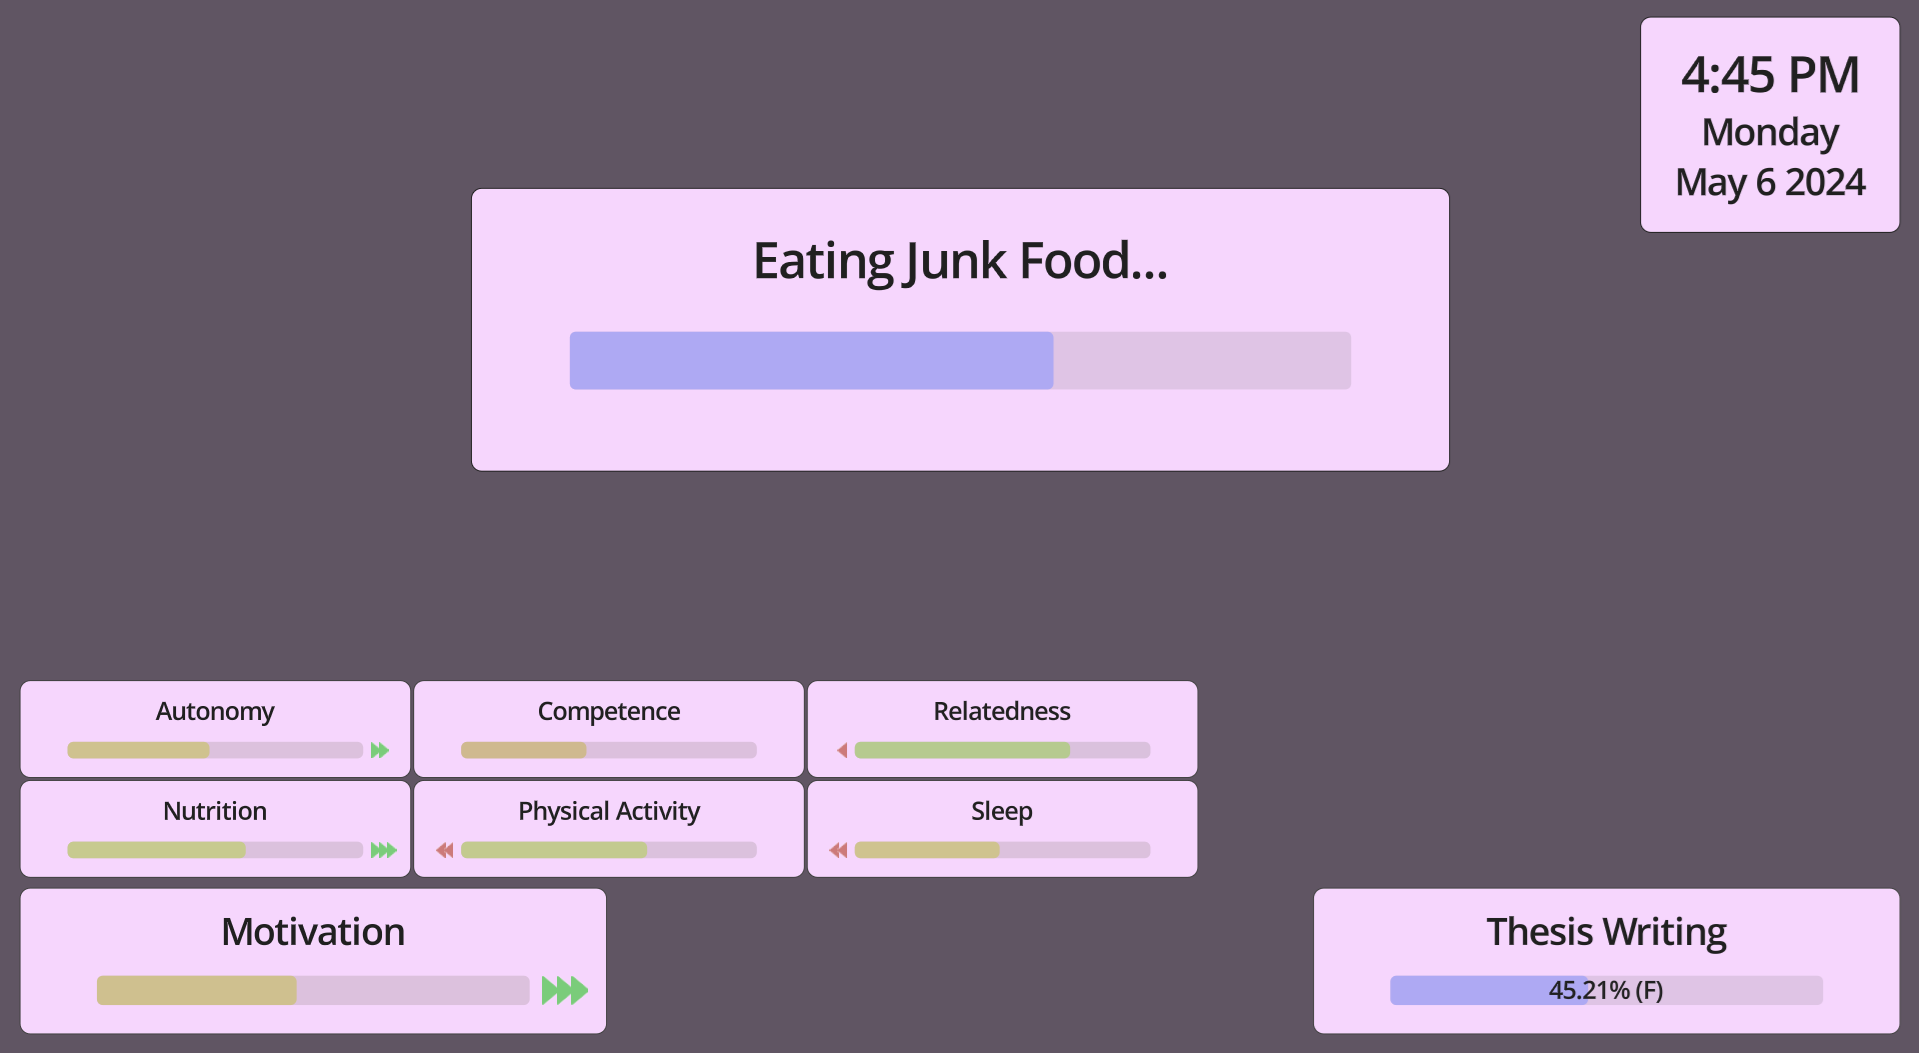 4:45 PM
Monday
May 6 2024
Eating Junk Food...
Autonomy
Competence
Relatedness
Nutrition
Physical Activity
Sleep
Motivation
Thesis Writing
45.21% (F)